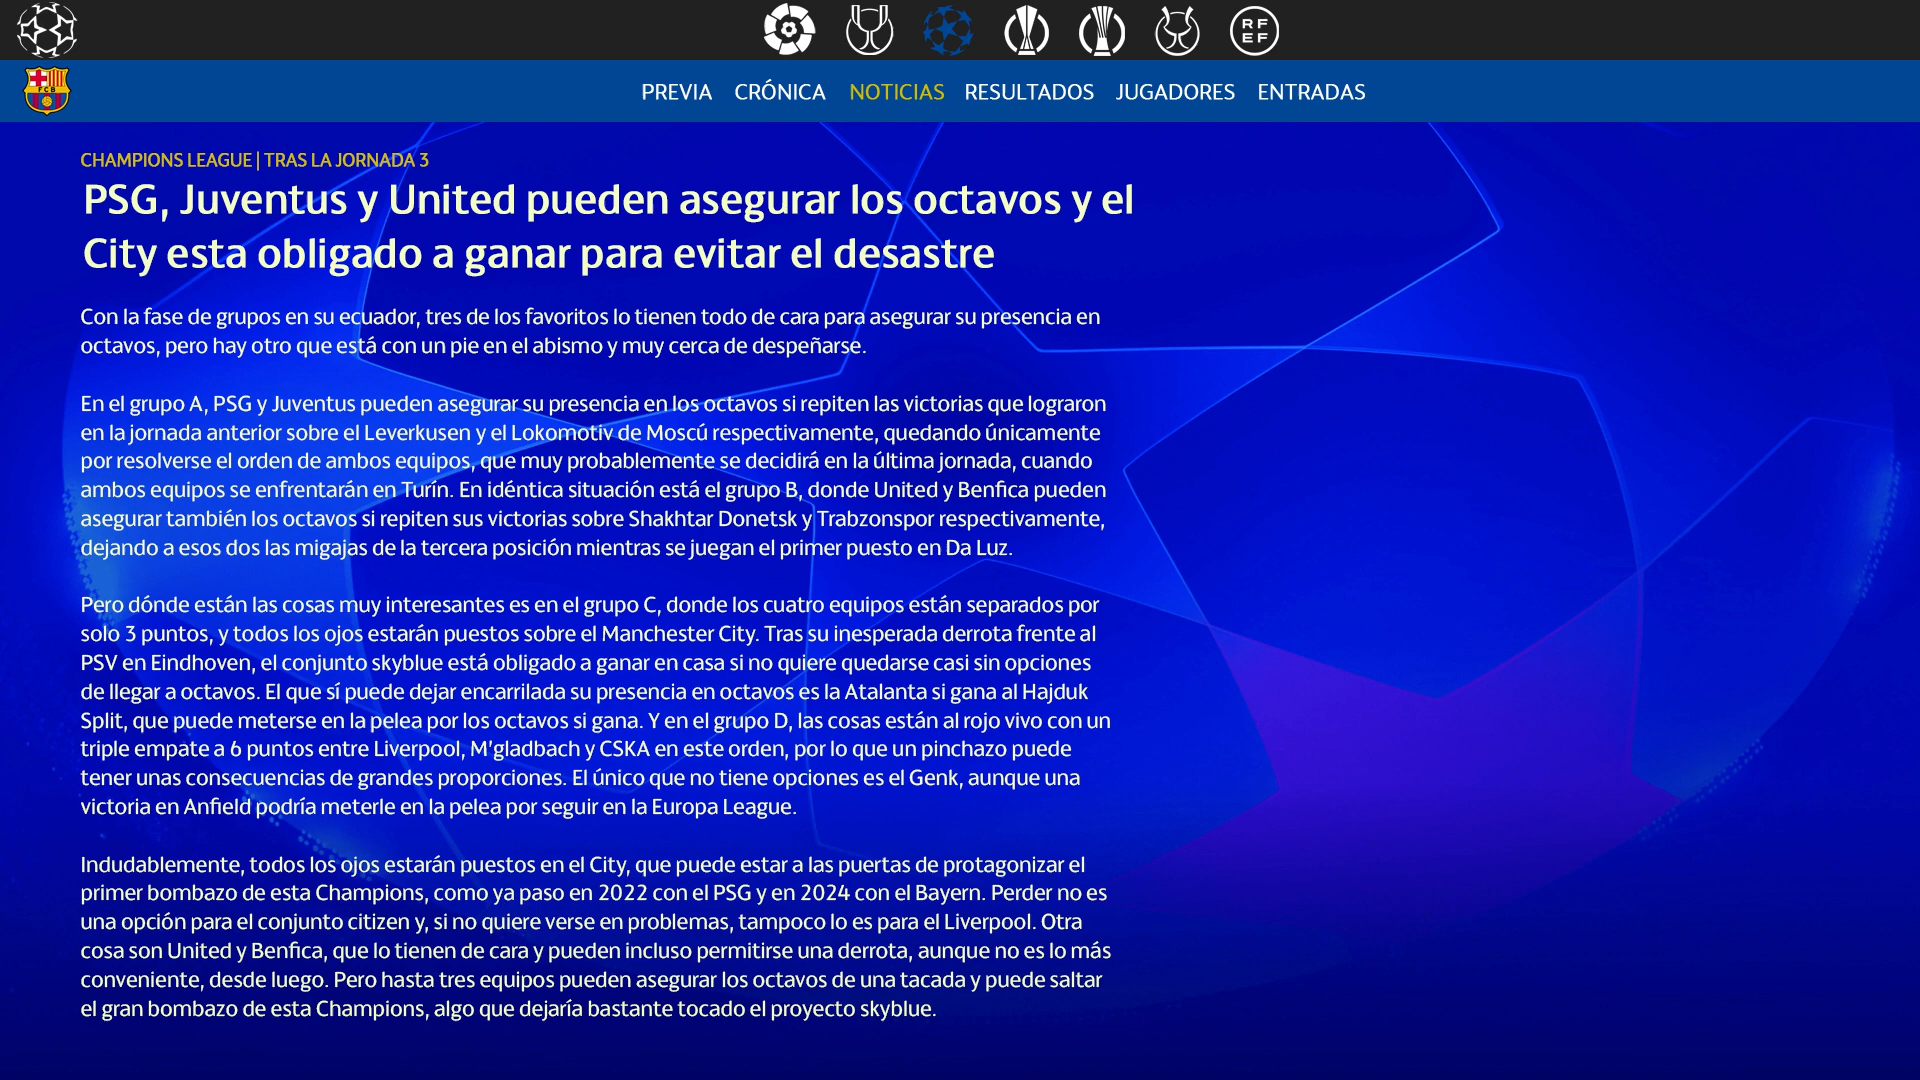 RF
EF
FCB
PREVIA CRÓNICA NOTICIAS RESULTADOS JUGADORES ENTRADAS
CHAMPIONS LEAGUE | TRAS LA JORNADA 3
PSG, Juventus y United pueden asegurar los octavos y el
City esta obligado a ganar para evitar el desastre
Con la fase de grupos en su ecuador, tres de los favoritos lo tienen todo de cara para asegurar su presencia en
octavos, pero hay otro que está con un pie en el abismo y muy cerca de despeñarse.
En el grupo A, PSG y Juventus pueden asegurar su presencia en los octavos si repiten las victorias que lograron
en la jornada anterior sobre el Leverkusen y el Lokomotiv de Moscú respectivamente, quedando únicamente
por resolverse el orden de ambos equipos, que muy probablemente se decidirá en la última jornada, cuando
ambos equipos se enfrentarán en Turín. En idéntica situación está el grupo B, donde United y Benfica pueden
asegurar también los octavos si repiten sus victorias sobre Shakhtar Donetsk y Trabzonspor respectivamente,
dejando a esos dos las migajas de la tercera posición mientras se juegan el primer puesto en Da Luz.
Pero dónde están las cosas muy interesantes es en el grupo C, donde los cuatro equipos están separados por
solo 3 puntos, y todos los ojos estarán puestos sobre el Manchester City. Tras su inesperada derrota frente al
PSV en Eindhoven, el conjunto skyblue está obligado a ganar en casa si no quiere quedarse casi sin opciones
de llegar a octavos. El que sí puede dejar encarrilada su presencia en octavos es la Atalanta si gana al Hajduk
Split, que puede meterse en la pelea por los octavos si gana. Y en el grupo D, las cosas están al rojo vivo con un
triple empate a 6 puntos entre Liverpool, M'gladbach y CSKA en este orden, por lo que un pinchazo puede
tener unas consecuencias de grandes proporciones. El único que no tiene opciones es el Genk, aunque una
victoria en Anfield podría meterle en la pelea por seguir en la Europa League.
Indudablemente, todos los ojos estarán puestos en el City, que puede estar a las puertas de protagonizar el
primer bombazo de esta Champions, como ya paso en 2022 con el PSG y en 2024 con el Bayern. Perder no es
una opción para el conjunto citizen y, si no quiere verse en problemas, tampoco lo es para el Liverpool. Otra
cosa son United y Benfica, que lo tienen de cara y pueden incluso permitirse una derrota, aunque no es lo más
conveniente, desde luego. Pero hasta tres equipos pueden asegurar los octavos de una tacada y puede saltar
el gran bombazo de esta Champions, algo que dejaría bastante tocado el proyecto skyblue.